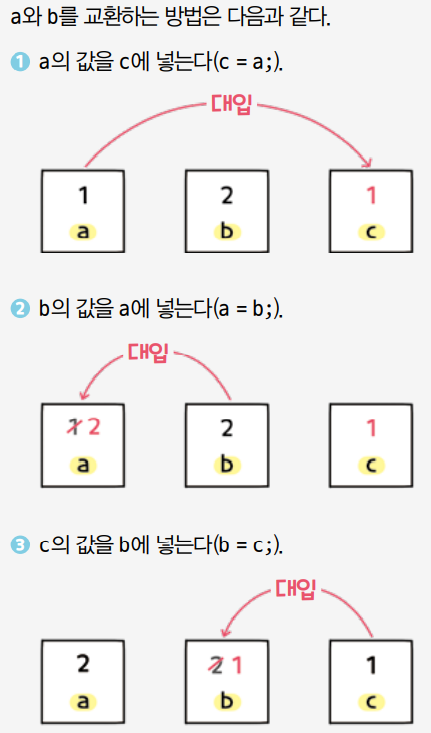 a와 b를 교환하는 방법은 다음과 같다.
1 a의 값을 c에 넣는다(c = a;).
대입
1 2 1
a b c
2 b의 값을 a에 넣는다(a = b;).
대입
1 2 2 1
a b c
3 c의 값을 b에 넣는다(b = c;).
대입
2 2 1 1
a b c